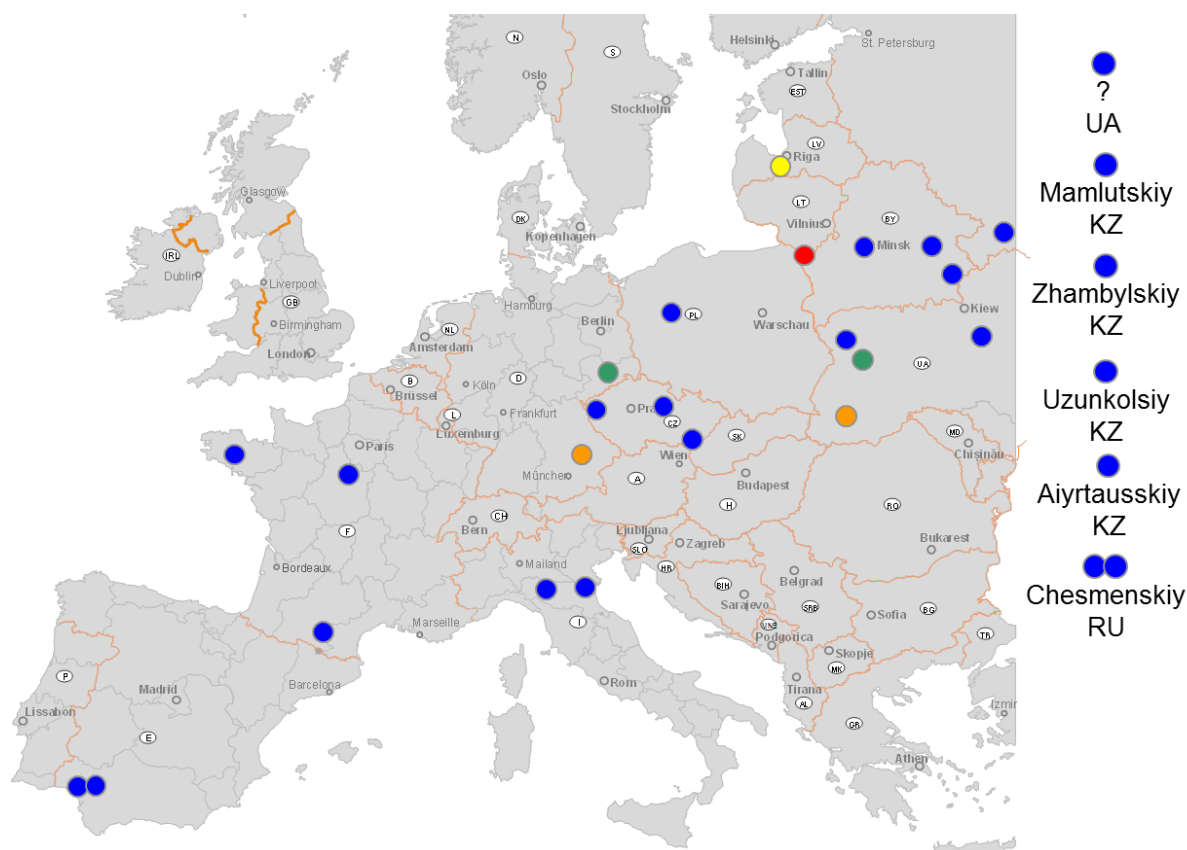 N
S
Helsinki
St. Petersburg
Oslo
Stockholm
Tallin
EST
LV
Riga
LT
Vilnius
BY
Minsk
Glasgow
DK
Kopenhagen
IRL
Dublin
Liverpool
GB
Birmingham
London
Hamburg
Berlin
NL
Amsterdam
PL
Warschau
Kiew
UA
B
Brüssel
Köln
D
Frankfurt
L
Luxemburg
CZ
SK
Paris
Wien
München
A
MD
Chișinău
Budapest
H
CH
Bern
F
Ljubljana
SLO
Zagreb
HR
RO
Bukarest
Bordeaux
Mailand
BIH
Sarajevo
Belgrad
SRB
Sofia
BG
Marseille
I
Podgorica
Skopje
MK
TR
P
Madrid
Barcelona
Rom
Tirana
AL
Lissabon
E
GR
Izmir
Athen
?
UA
Mamlutskiy
KZ
Zhambylskiy
KZ
Uzunkolsiy
KZ
Aiyrtausskiy
KZ
Chesmenskiy
RU